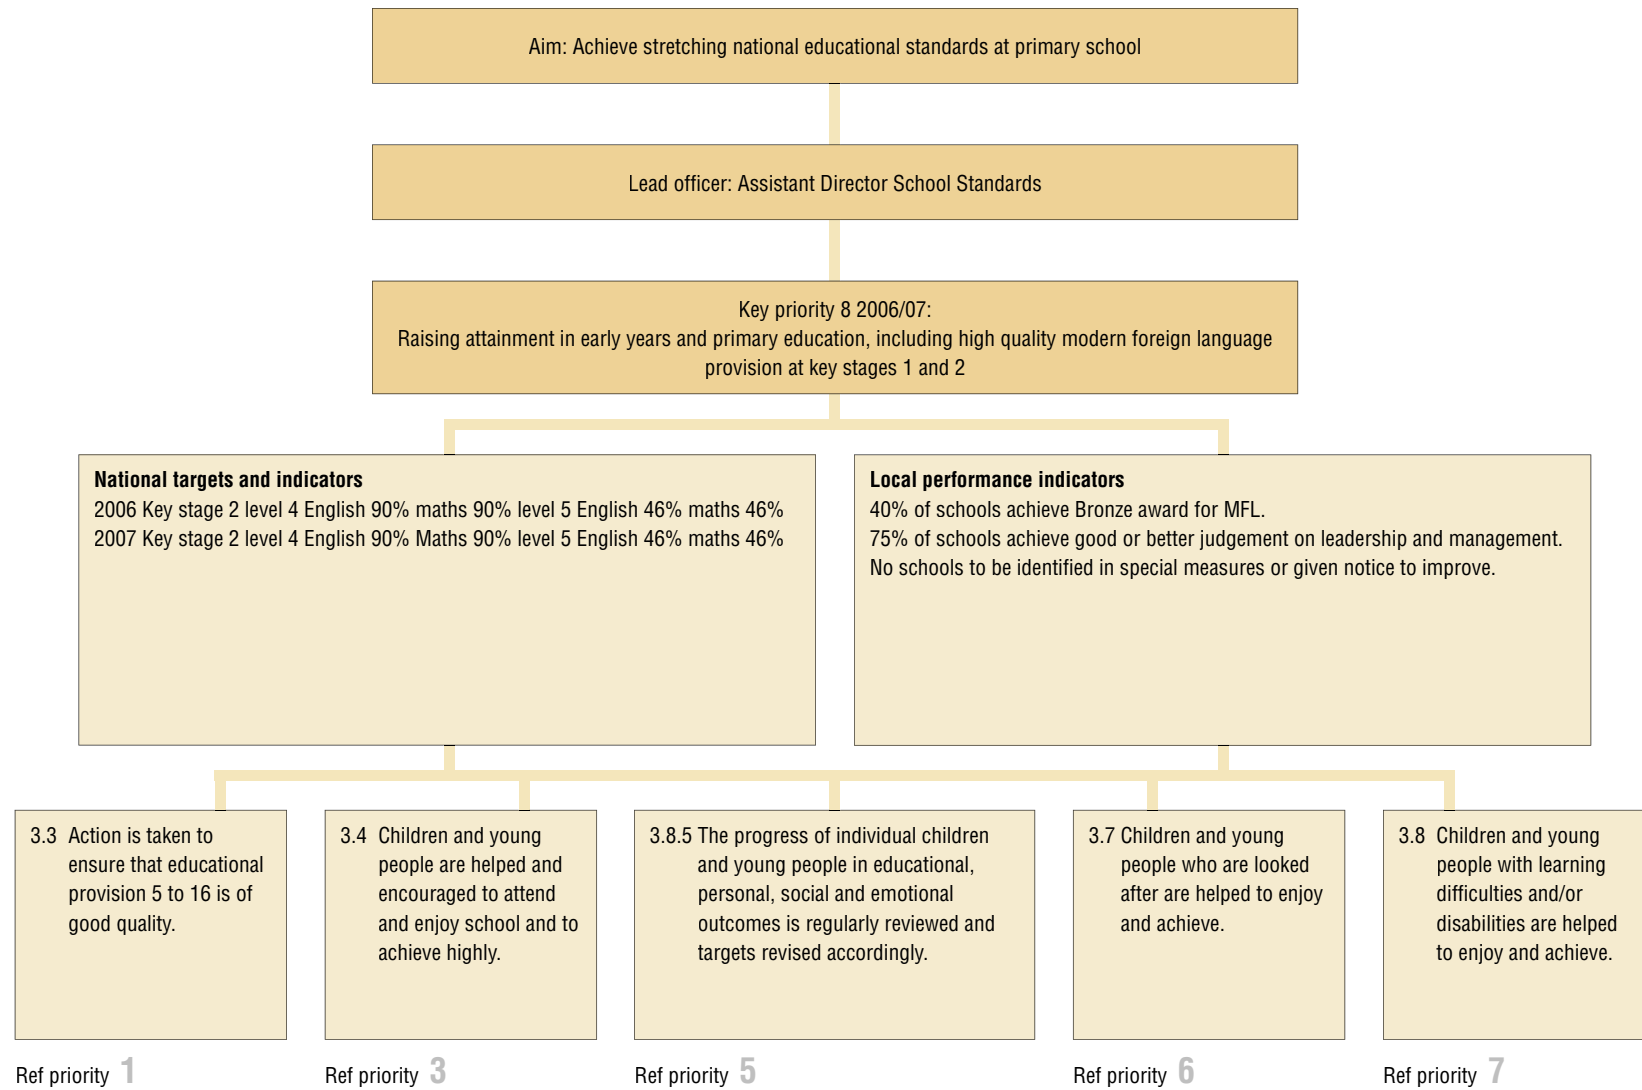 Aim: Achieve stretching national educational standards at primary school
Lead officer: Assistant Director School Standards
Key priority 8 2006/07:
Raising attainment in early years and primary education, including high quality modern foreign language
provision at key stages 1 and 2
National targets and indicators
2006 Key stage 2 level 4 English 90% maths 90% level 5 English 46% maths 46%
2007 Key stage 2 level 4 English 90% Maths 90% level 5 English 46% maths 46%
Local performance indicators
40% of schools achieve Bronze award for MFL.
75% of schools achieve good or better judgement on leadership and management.
No schools to be identified in special measures or given notice to improve.
3.3 Action is taken to
ensure that educational
provision 5 to 16 is of
good quality.
3.4 Children and young
people are helped and
encouraged to attend
and enjoy school and to
achieve highly.
3.8.5 The progress of individual children
and young people in educational,
personal, social and emotional
outcomes is regularly reviewed and
targets revised accordingly.
3.7 Children and young
people who are looked
after are helped to enjoy
and achieve.
3.8 Children and young
people with learning
difficulties and/or
disabilities are helped
to enjoy and achieve.
Ref priority 1
Ref priority 3
Ref priority 5
Ref priority 6
Ref priority 7